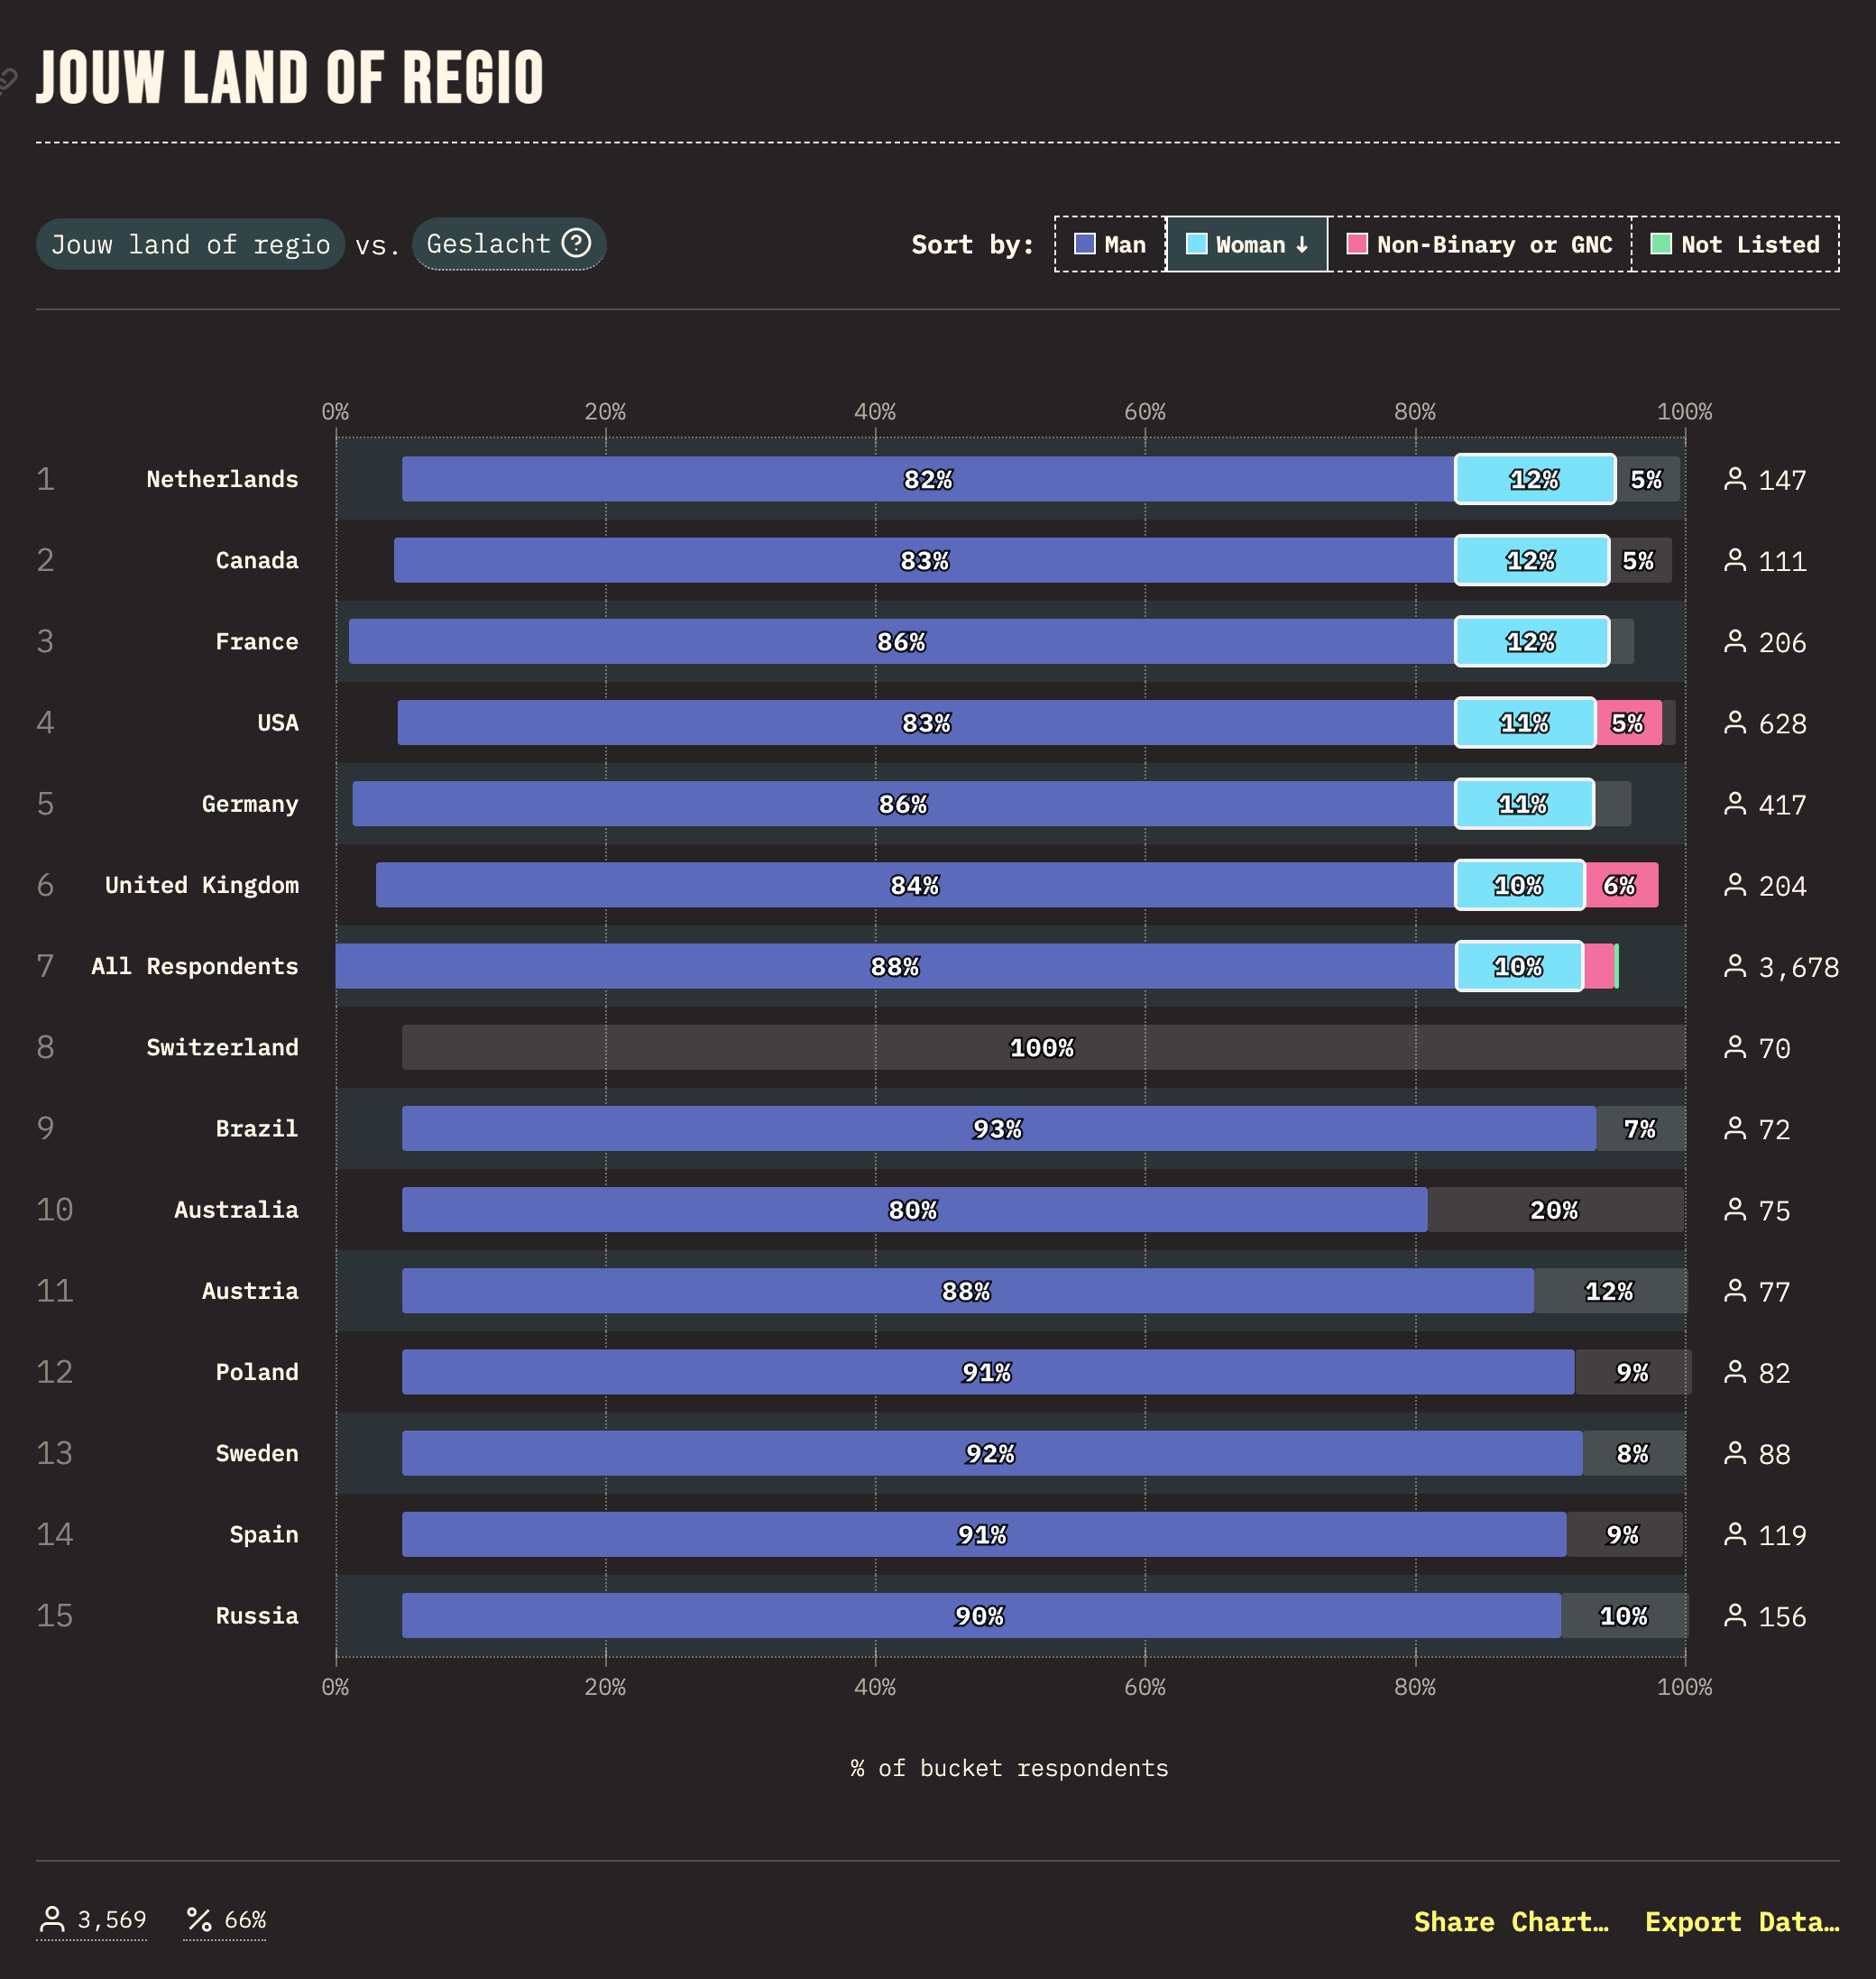 JOUW LAND OF REGIO
Jouw land of regio vs. Geslacht ? Sort by: Man Woman ↓ Non-Binary or GNC Not Listed
0% 20% 40% 60% 80% 100%
1 Netherlands 82% 12% 5% 147
2 Canada 83% 12% 5% 111
3 France 86% 12% 206
4 USA 83% 11% 5% 628
5 Germany 86% 11% 417
6 United Kingdom 84% 10% 6% 204
7 All Respondents 88% 10% 3,678
8 Switzerland 100% 70
9 Brazil 93% 7% 72
10 Australia 80% 20% 75
11 Austria 88% 12% 77
12 Poland 91% 9% 82
13 Sweden 92% 8% 88
14 Spain 91% 9% 119
15 Russia 90% 10% 156
0% 20% 40% 60% 80% 100%
% of bucket respondents
3,569 % 66% Share Chart… Export Data…